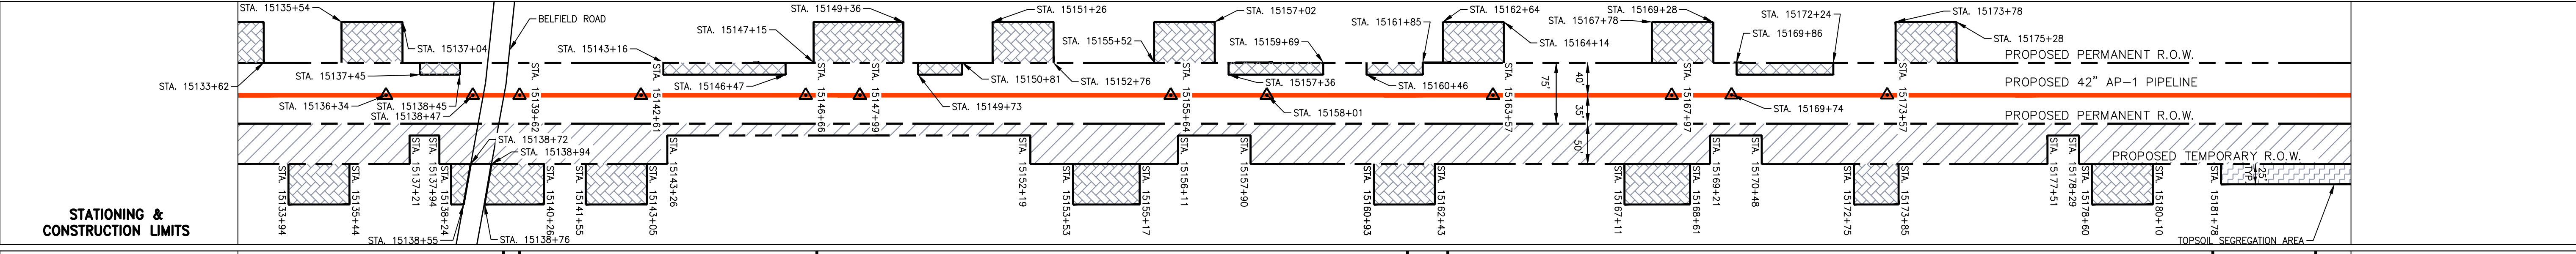 STA. 15135+54
STA. 15149+36
STA. 15151+26
STA. 15157+02
STA. 15162+64
STA. 15169+28
STA. 15173+78
BELFIELD ROAD
STA. 15161+85
STA. 15167+78
STA. 15172+24
STA. 15147+15
STA. 15143+16
STA. 15137+04
STA. 15155+52
STA. 15159+69
STA. 15164+14
STA. 15169+86
STA. 15175+28
PROPOSED PERMANENT R.O.W.
STA. 15133+62
STA. 15137+45
STA. 15146+47
STA. 15150+81
STA. 15152+76
STA. 15157+36
STA. 15160+46
75'
40'
PROPOSED 42" AP-1 PIPELINE
STA. 15136+34
STA. 15138+45
STA. 15138+47
STA. 15139+62
STA. 15142+61
STA. 15146+66
STA. 15147+99
STA. 15149+73
STA. 15155+64
STA. 15158+01
STA. 15163+57
35'
STA. 15167+97
STA. 15169+74
STA. 15173+57
PROPOSED PERMANENT R.O.W.
STA. 15138+72
STA. 15138+94
50'
PROPOSED TEMPORARY R.O.W.
STA. 15133+94
STA. 15135+44
STA. 15137+21
STA. 15137+94
STA. 15138+24
STA. 15140+26
STA. 15141+55
STA. 15143+05
STA. 15143+26
STA. 15152+19
STA. 15153+53
STA. 15155+17
STA. 15156+11
STA. 15157+90
STA. 15160+93
STA. 15162+43
STA. 15167+11
STA. 15168+61
STA. 15169+21
STA. 15170+48
STA. 15172+75
STA. 15173+85
STA. 15177+51
STA. 15178+29
STA. 15178+60
STA. 15180+10
STA. 15181+78
25'
TYP.
STATIONING &
CONSTRUCTION LIMITS
STA. 15138+55
STA. 15138+76
TOPSOIL SEGREGATION AREA